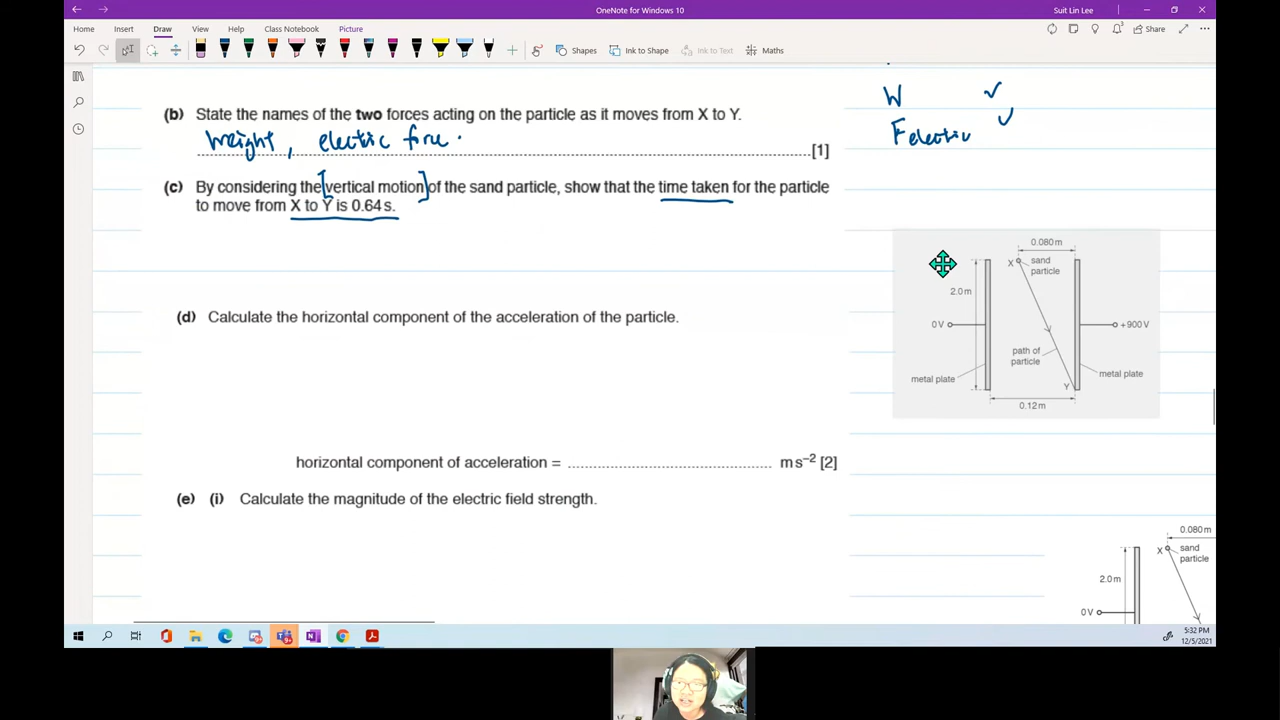 OneNote for Windows 10
Suit Lin Lee
Home Insert Draw View Help Class Notebook Picture
Share
Shapes Ink to Shape Ink to Text Maths
(b) State the names of the two forces acting on the particle as it moves from X to Y.
Weight, electric force.
[1]
W
Felectric
(c) By considering the [vertical motion] of the sand particle, show that the time taken for the particle
to move from X to Y is 0.64 s.
0.080 m
X sand
particle
2.0 m
0 V
+900 V
path of
particle
metal plate
metal plate
Y
0.12 m
(d) Calculate the horizontal component of the acceleration of the particle.
horizontal component of acceleration = ........................................ m s–2 [2]
(e) (i) Calculate the magnitude of the electric field strength.
0.080 m
X sand
particle
2.0 m
0 V
5:32 PM
12/5/2021